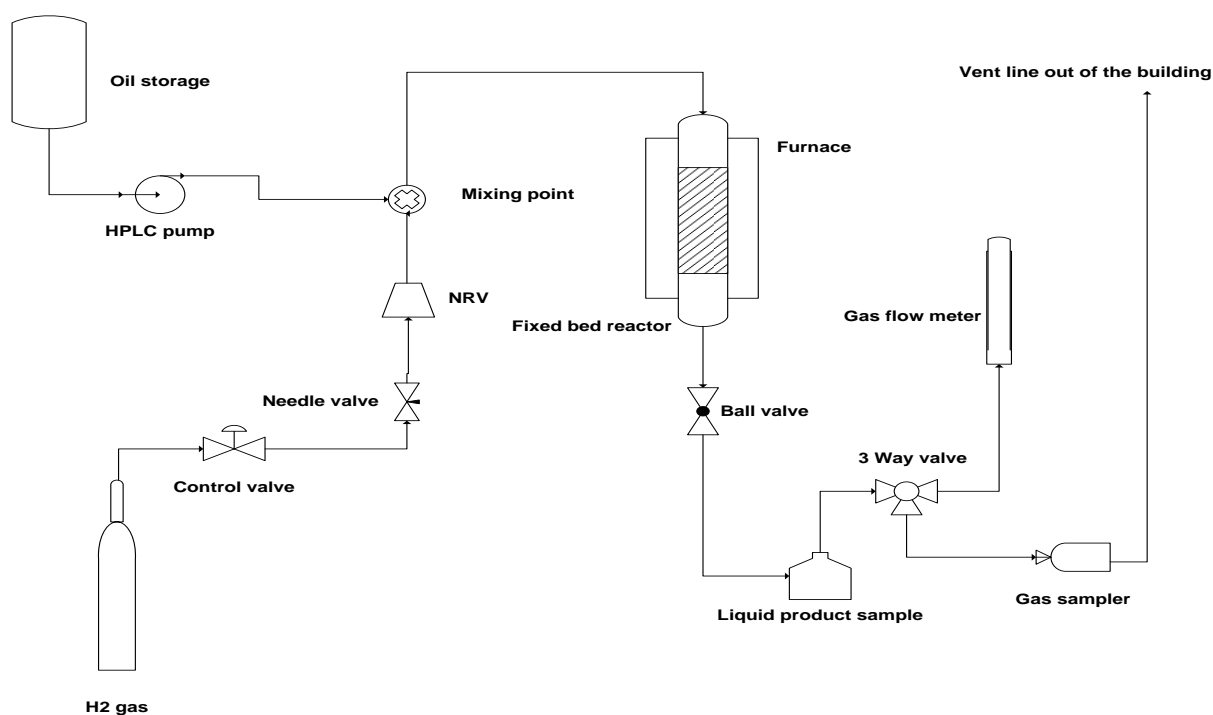 Vent line out of the building
Oil storage
Furnace
Mixing point
HPLC pump
NRV
Gas flow meter
Fixed bed reactor
Needle valve
Ball valve
3 Way valve
Control valve
Gas sampler
Liquid product sample
H2 gas